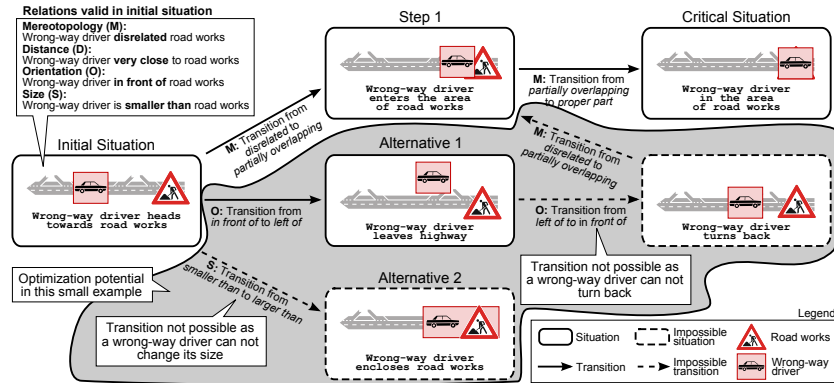 Relations valid in initial situation
Mereotopology (M):
Wrong-way driver disrelated road works
Distance (D):
Wrong-way driver very close to road works
Orientation (O):
Wrong-way driver in front of road works
Size (S):
Wrong-way driver is smaller than road works
Step 1
Wrong-way driver
enters the area
of road works
M: Transition from
partially overlapping
to proper part
Critical Situation
Wrong-way driver
in the area
of road works
M: Transition from
disrelated to
partially overlapping
Initial Situation
Wrong-way driver heads
towards road works
O: Transition from
in front of to left of
Alternative 1
Wrong-way driver
leaves highway
M: Transition from
disrelated to
partially overlapping
O: Transition from
left of to in front of
Wrong-way driver
turns back
Optimization potential
in this small example
S: Transition from
smaller than to larger than
Transition not possible as
a wrong-way driver can not
change its size
Alternative 2
Wrong-way driver
encloses road works
Transition not possible as
a wrong-way driver can not
turn back
Legend
Situation
Impossible
situation
Road works
Transition
Impossible
transition
Wrong-way
driver